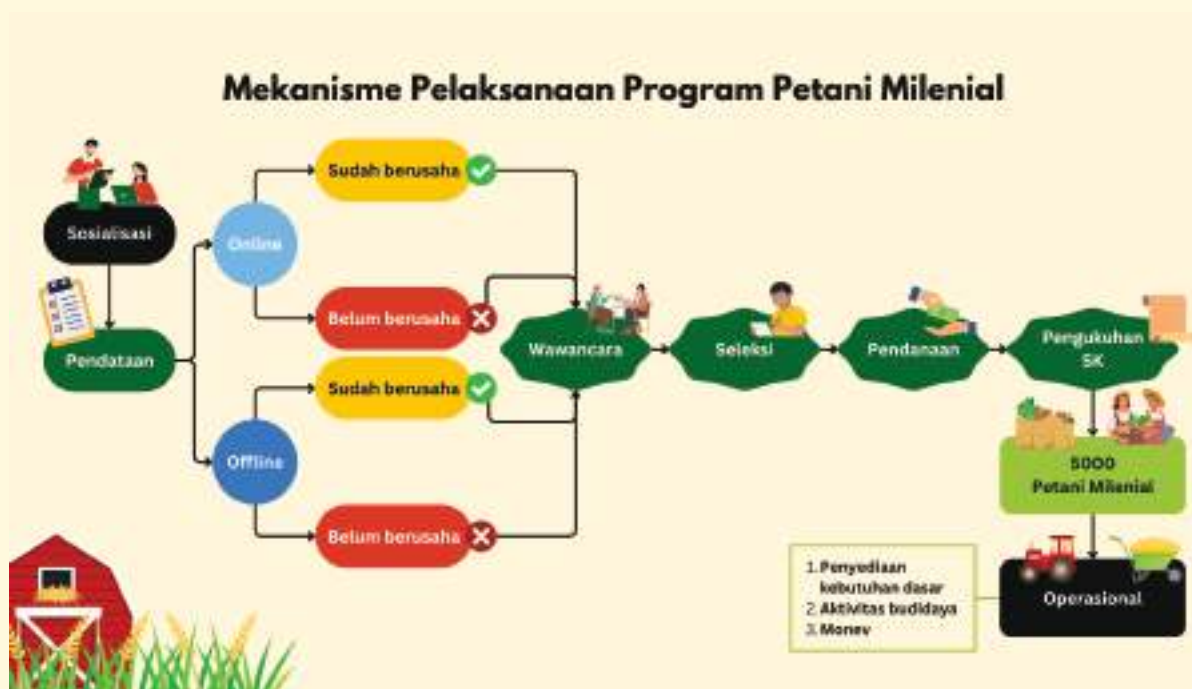 Mekanisme Pelaksanaan Program Petani Milenial
Sosialisasi
Pendataan
Online
Offline
Sudah berusaha
Belum berusaha
Sudah berusaha
Belum berusaha
Wawancara
Seleksi
Pendanaan
Pengukuhan
SK
5000
Petani Milenial
Operasional
1. Penyediaan
kebutuhan dasar
2. Aktivitas budidaya
3. Monev